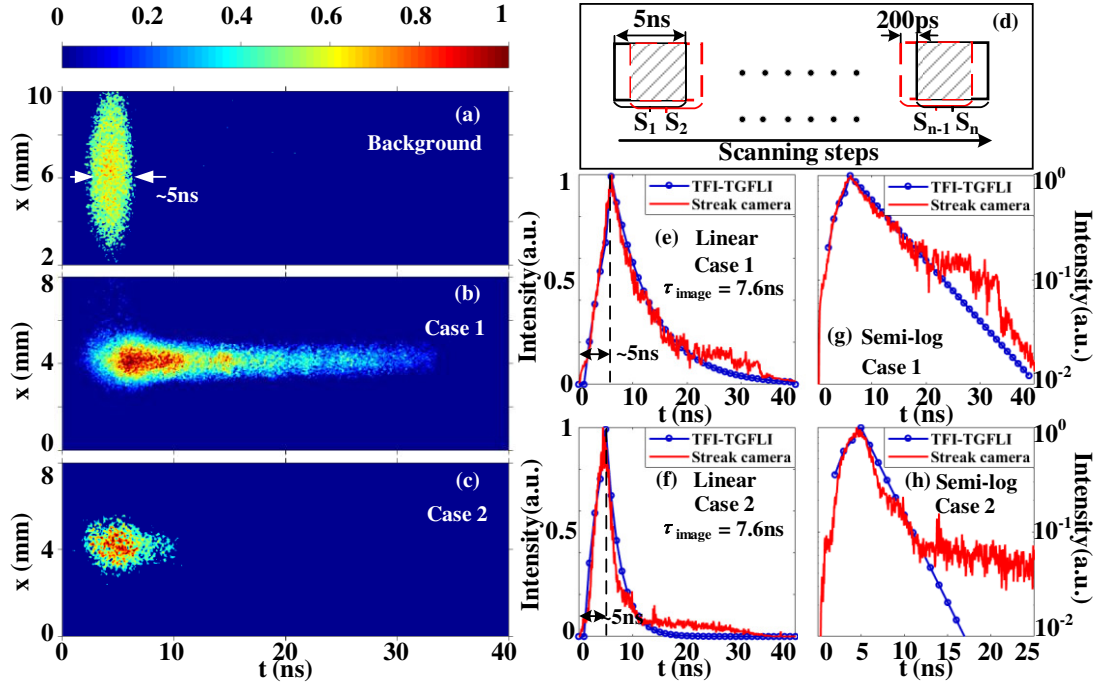 0 0.2 0.4 0.6 0.8 1
10
8
6
4
2
x (mm)
(a)
Background
~5ns
8
4
0
x (mm)
(b)
Case 1
8
4
0
x (mm)
(c)
Case 2
0 10 20 30 40
t (ns)
5ns
200ps
(d)
S1 S2
Sn-1 Sn
Scanning steps
1
0.5
0
Intensity(a.u.)
TFI-TGFLI
Streak camera
(e) Linear
Case 1
τimage = 7.6ns
~5ns
0 10 20 30 40
t (ns)
TFI-TGFLI
Streak camera
(g) Semi-log
Case 1
10^0
10^-1
10^-2
Intensity(a.u.)
0 10 20 30 40
t (ns)
1
0.5
0
Intensity(a.u.)
TFI-TGFLI
Streak camera
(f) Linear
Case 2
τimage = 7.6ns
~5ns
0 10 20 30 40
t (ns)
TFI-TGFLI
Streak camera
(h) Semi-log
Case 2
10^0
10^-1
10^-2
Intensity(a.u.)
0 5 10 15 20 25
t (ns)